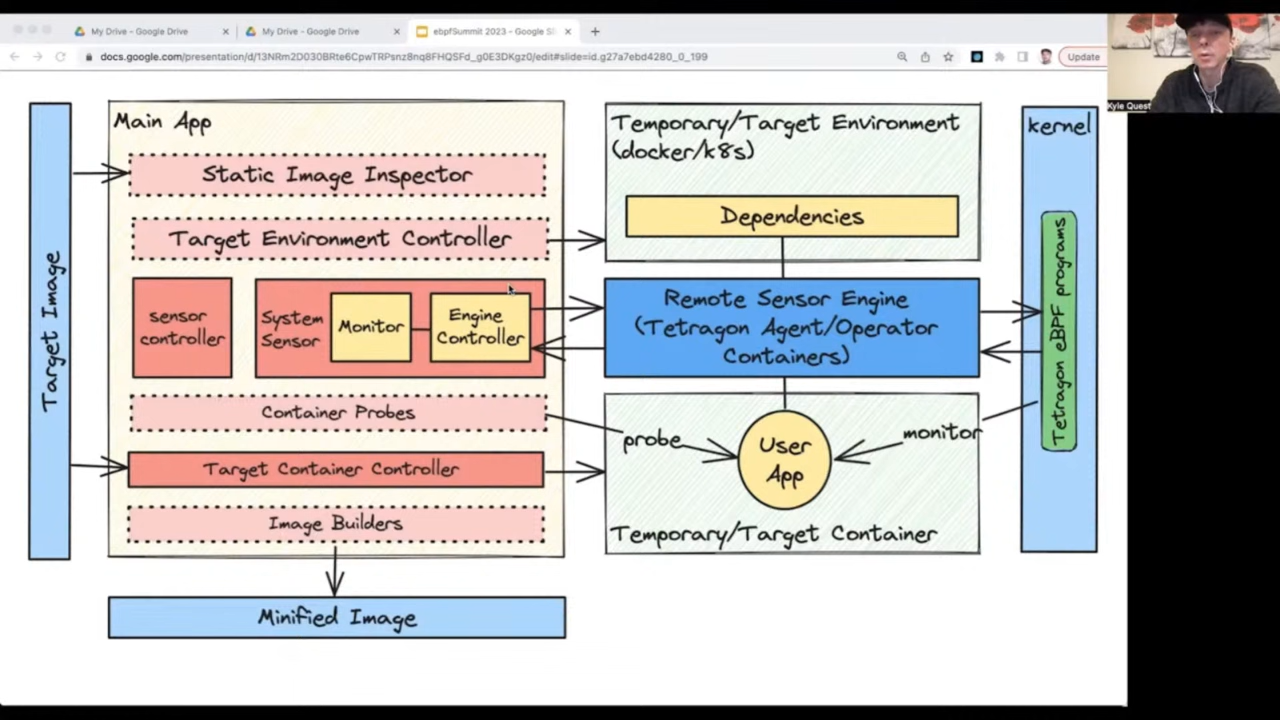 My Drive - Google Drive
My Drive - Google Drive
ebpfSummit 2023 - Google Sl
docs.google.com/presentation/d/13NRm2D030BRte6CpwTRPsnz8nq8FHQSFd_g0E3DKgz0/edit#slide=id.g27a7ebd4280_0_199
Update
Kyle Quest
Target Image
Main App
Static Image Inspector
Target Environment Controller
sensor
controller
System
Sensor
Monitor
Engine
Controller
Container Probes
Target Container Controller
Image Builders
Minified Image
Temporary/Target Environment
(docker/k8s)
Dependencies
Remote Sensor Engine
(Tetragon Agent/Operator
Containers)
probe
User
App
monitor
Temporary/Target Container
kernel
Tetragon eBPF programs